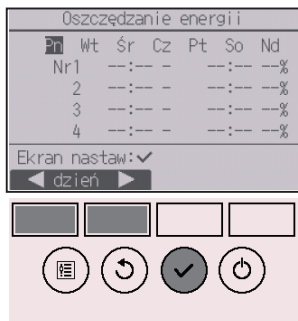 Oszczędzanie energii
Pn Wt Śr Cz Pt So Nd
Nr1 --:-- - --:-- --%
2 --:-- - --:-- --%
3 --:-- - --:-- --%
4 --:-- - --:-- --%
Ekran nastaw:✓
◀ dzień ▶